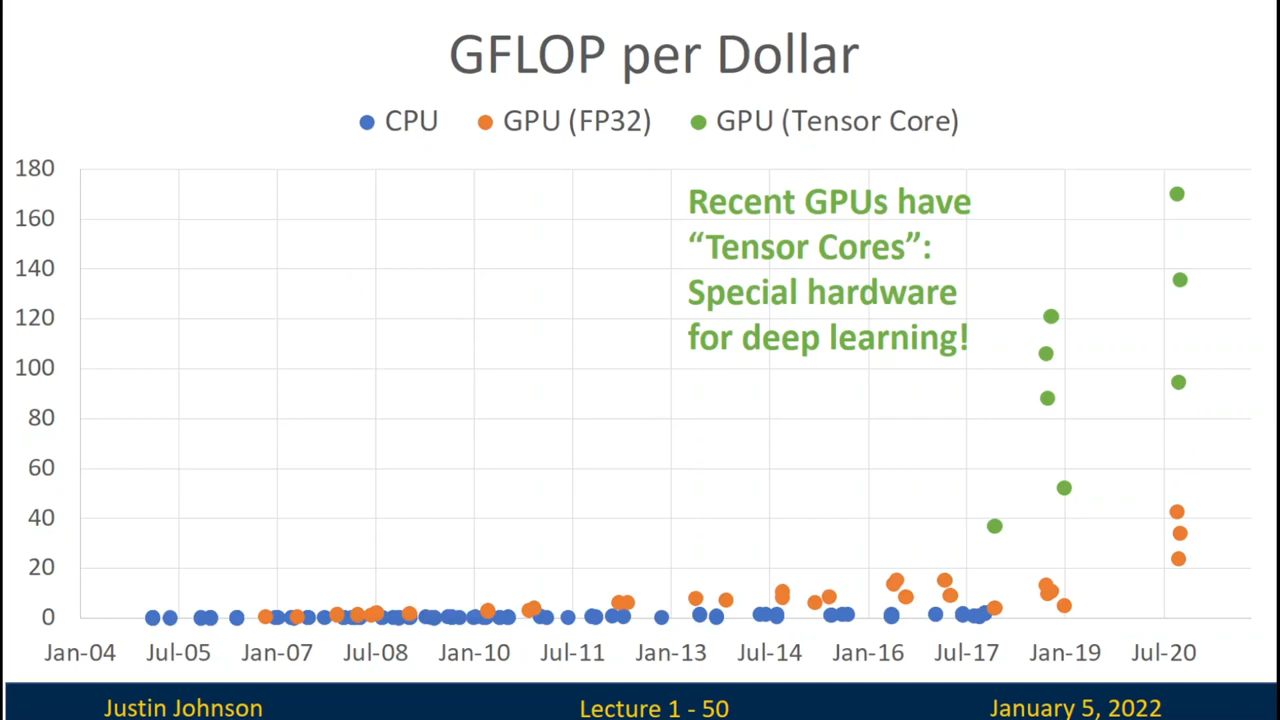 GFLOP per Dollar
CPU GPU (FP32) GPU (Tensor Core)
180
160
140
120
100
80
60
40
20
0
Recent GPUs have
“Tensor Cores”:
Special hardware
for deep learning!
Jan-04 Jul-05 Jan-07 Jul-08 Jan-10 Jul-11 Jan-13 Jul-14 Jan-16 Jul-17 Jan-19 Jul-20
Justin Johnson Lecture 1 - 50 January 5, 2022